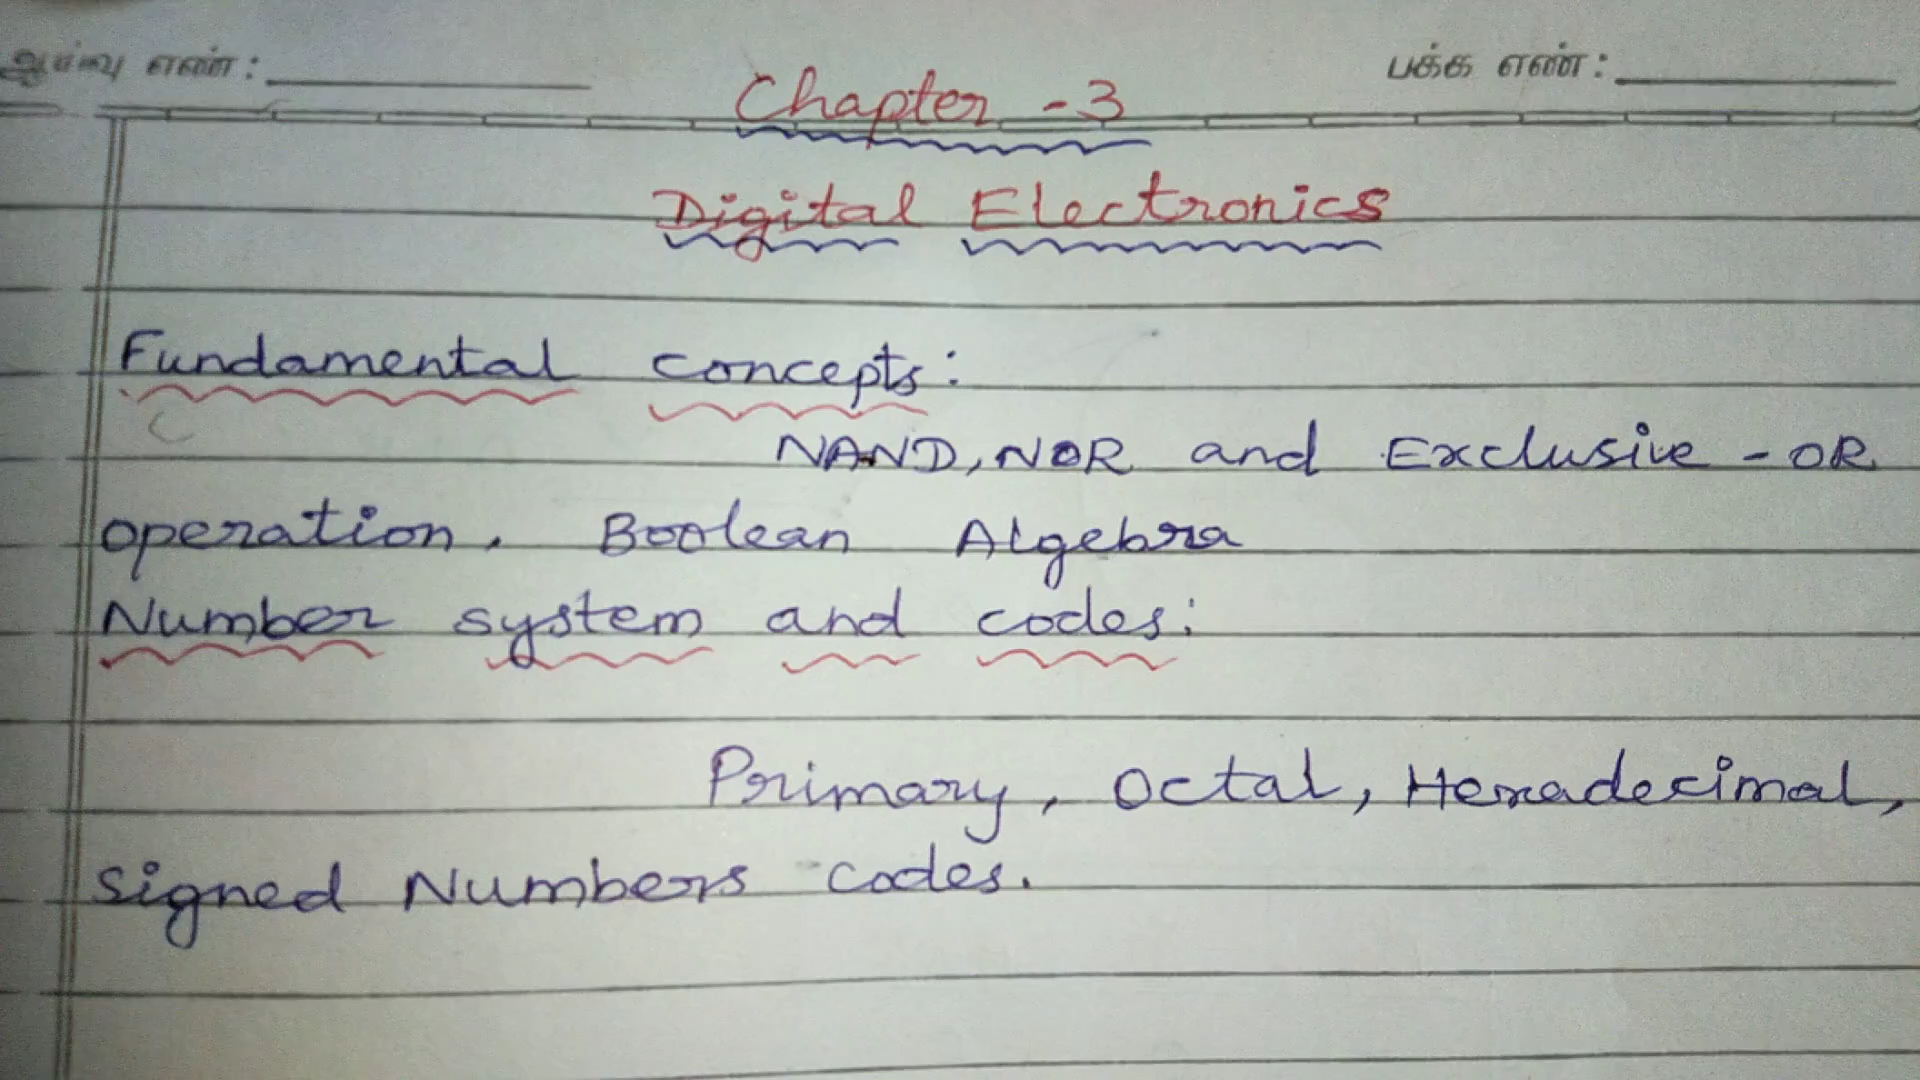 ஆய்வு எண் :
பக்க எண் :
Chapter - 3
Digital Electronics
Fundamental concepts:
NAND, NOR and Exclusive - OR
operation. Boolean Algebra
Number system and codes:
Primary, Octal, Hexadecimal,
signed Numbers codes.